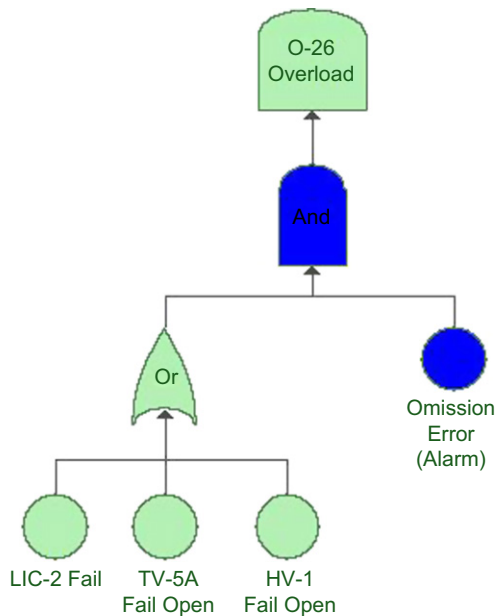 O-26
Overload
And
Or
Omission
Error
(Alarm)
LIC-2 Fail
TV-5A
Fail Open
HV-1
Fail Open